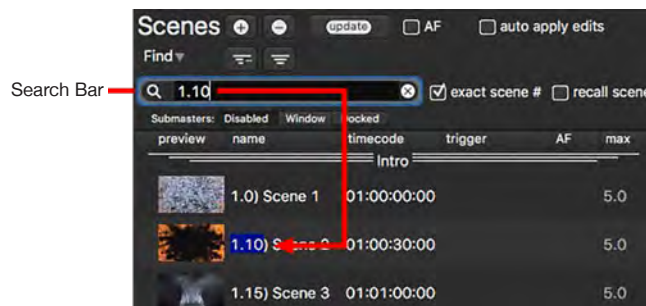 Scenes update AF auto apply edits
Find
Search Bar 1.10 exact scene # recall scene
Submasters: Disabled Window Docked
preview name timecode trigger AF max
Intro
1.0) Scene 1 01:00:00:00 5.0
1.10) Scene 2 01:00:30:00 5.0
1.15) Scene 3 01:01:00:00 5.0